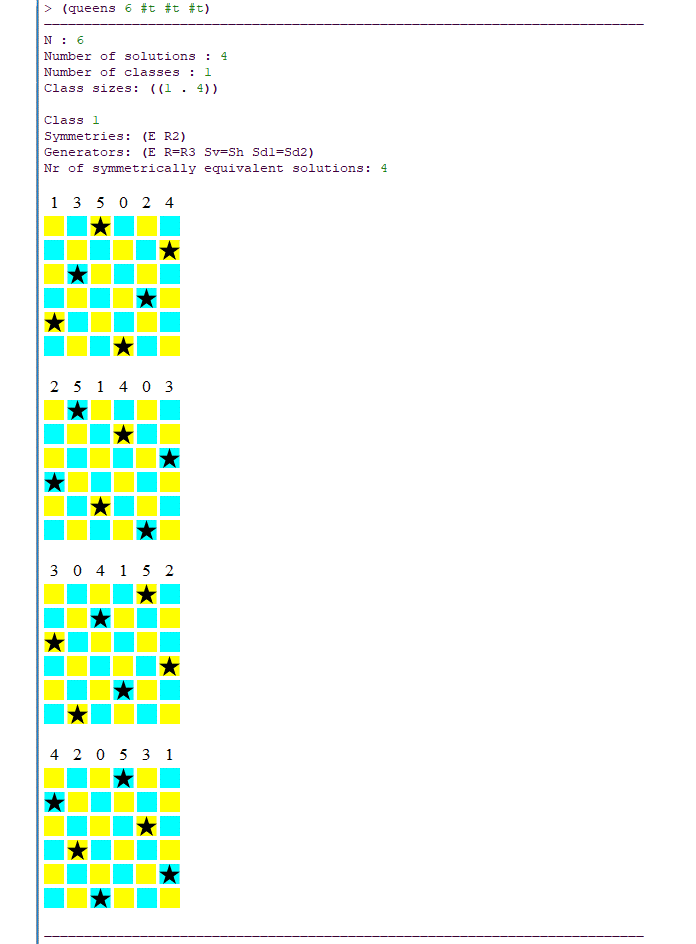 > (queens 6 #t #t #t)
N : 6
Number of solutions : 4
Number of classes : 1
Class sizes: ((1 . 4))
Class 1
Symmetries: (E R2)
Generators: (E R=R3 Sv=Sh Sd1=Sd2)
Nr of symmetrically equivalent solutions: 4
1 3 5 0 2 4
2 5 1 4 0 3
3 0 4 1 5 2
4 2 0 5 3 1